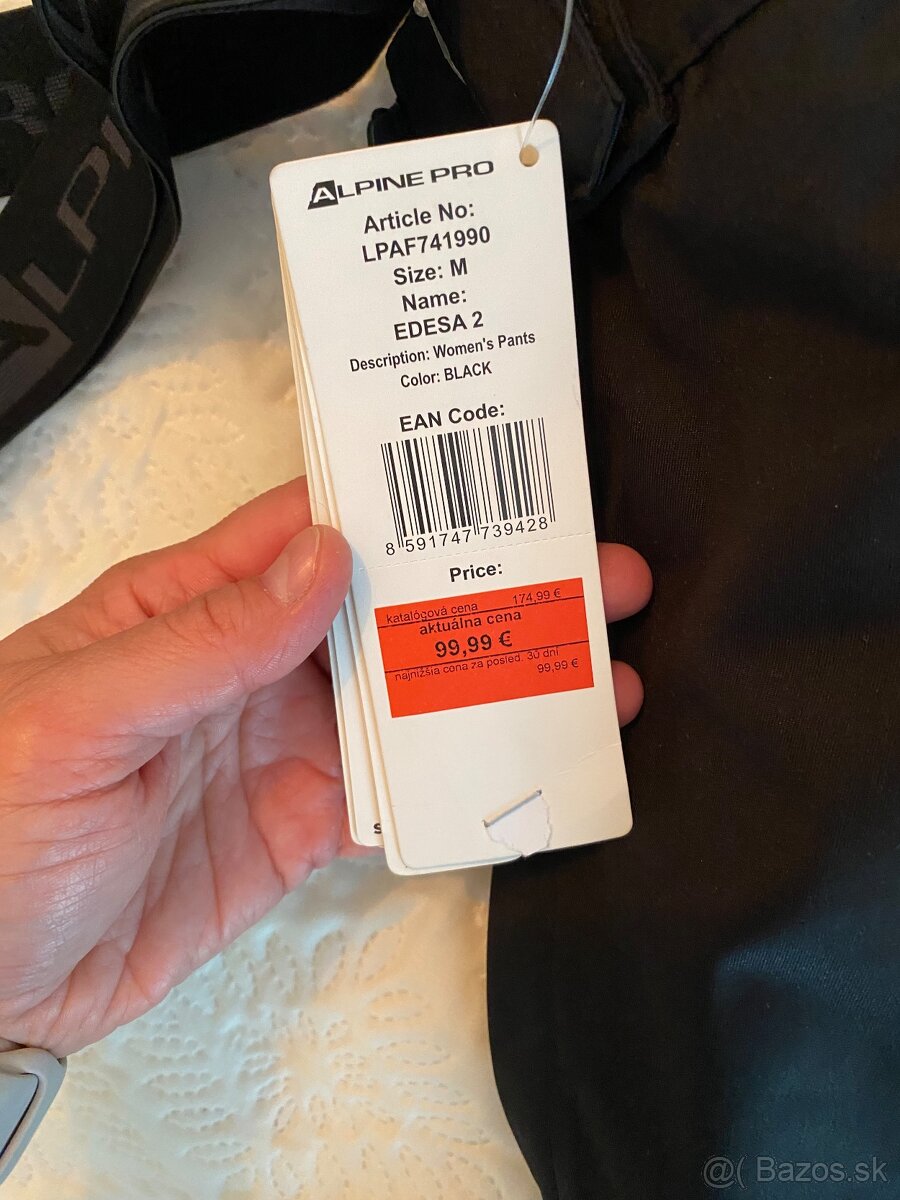 ALPINE PRO
Article No:
LPAF741990
Size: M
Name:
EDESA 2
Description: Women's Pants
Color: BLACK
EAN Code:
8 591747 739428
Price:
katalógová cena 174,99 €
aktuálna cena
99,99 €
najnižšia cena za posled. 30 dní
99,99 €
@( Bazos.sk